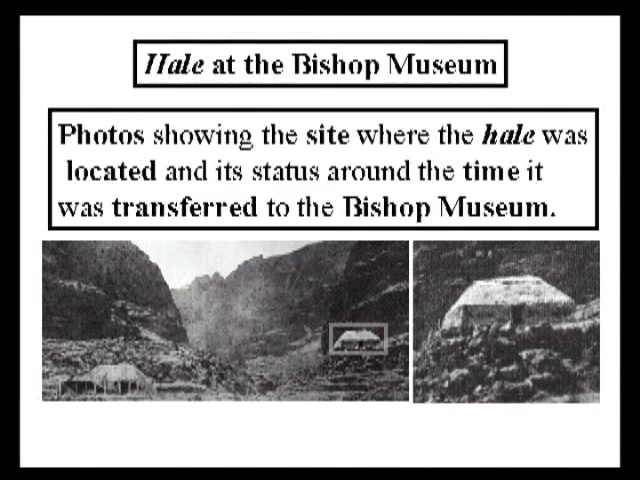 Hale at the Bishop Museum
Photos showing the site where the hale was
located and its status around the time it
was transferred to the Bishop Museum.